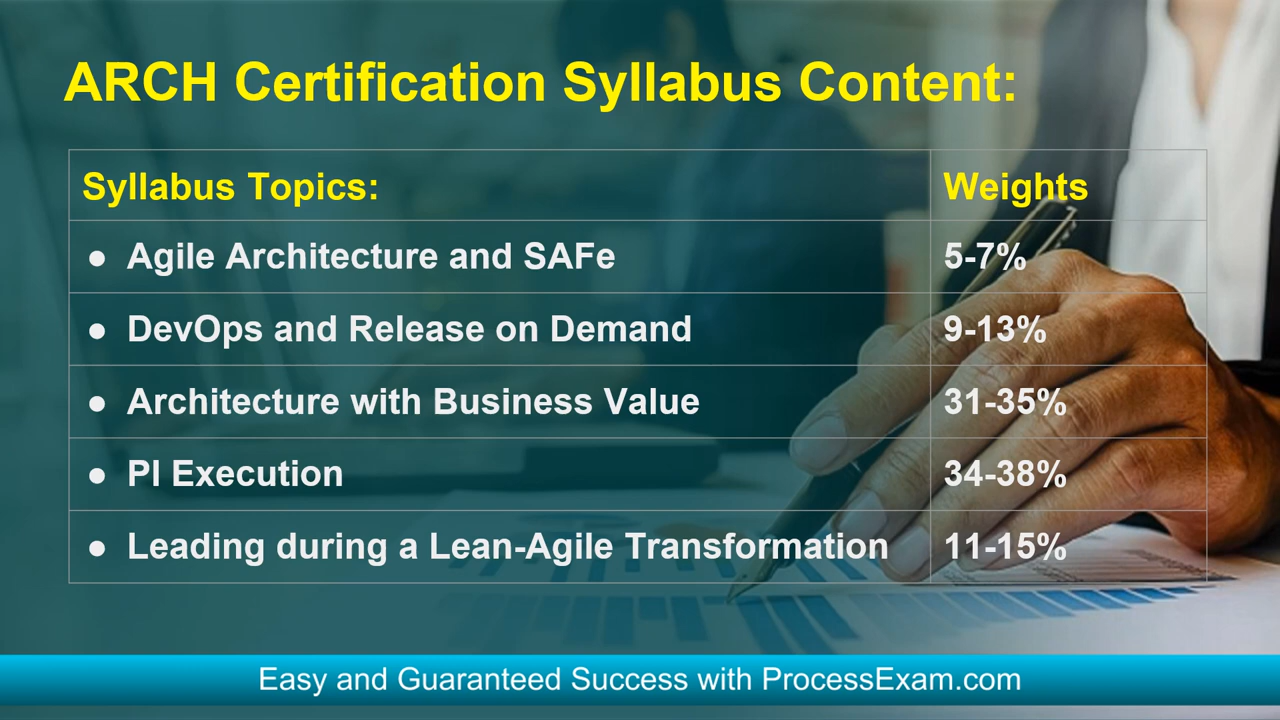 ARCH Certification Syllabus Content:
Syllabus Topics: Weights
● Agile Architecture and SAFe 5-7%
● DevOps and Release on Demand 9-13%
● Architecture with Business Value 31-35%
● PI Execution 34-38%
● Leading during a Lean-Agile Transformation 11-15%
Easy and Guaranteed Success with ProcessExam.com